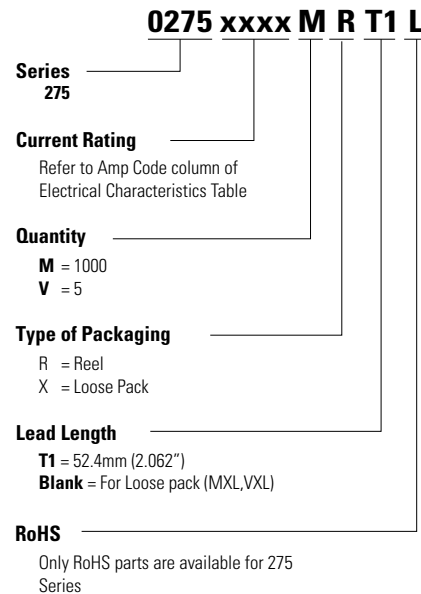 0275 xxxx M R T1 L
Series
275
Current Rating
Refer to Amp Code column of
Electrical Characteristics Table
Quantity
M = 1000
V = 5
Type of Packaging
R = Reel
X = Loose Pack
Lead Length
T1 = 52.4mm (2.062”)
Blank = For Loose pack (MXL,VXL)
RoHS
Only RoHS parts are available for 275
Series